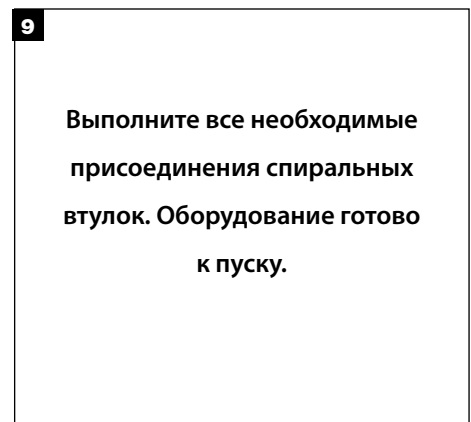 9
Выполните все необходимые
присоединения спиральных
втулок. Оборудование готово
к пуску.